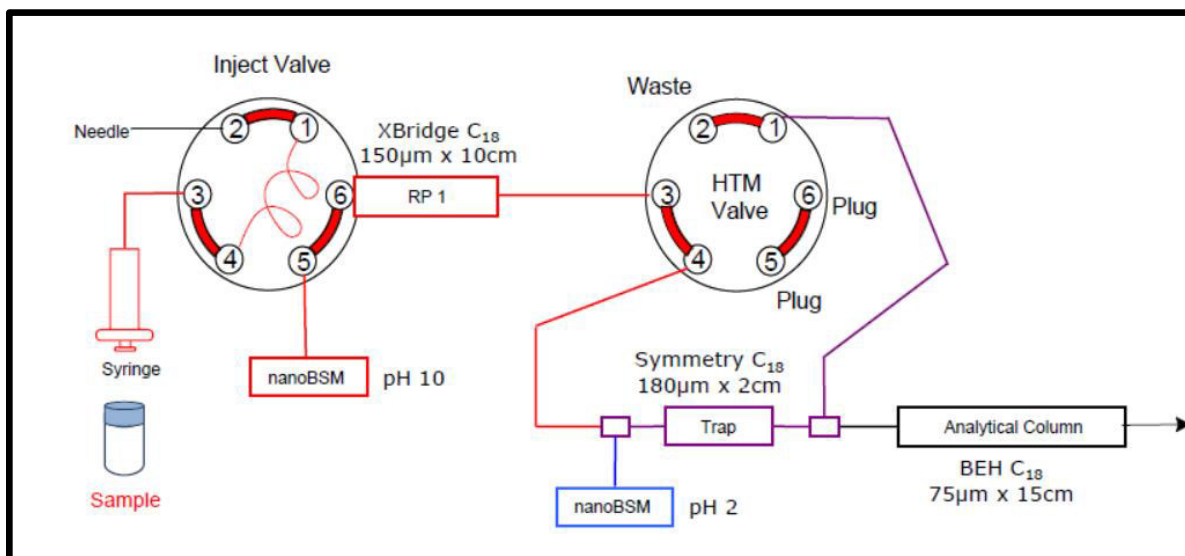 Inject Valve
Needle
2
1
3
6
4
5
XBridge C₁₈
150µm x 10cm
RP 1
Waste
2
1
3
HTM
Valve
6
Plug
4
5
Plug
Syringe
Sample
nanoBSM
pH 10
Symmetry C₁₈
180µm x 2cm
Trap
nanoBSM
pH 2
Analytical Column
BEH C₁₈
75µm x 15cm